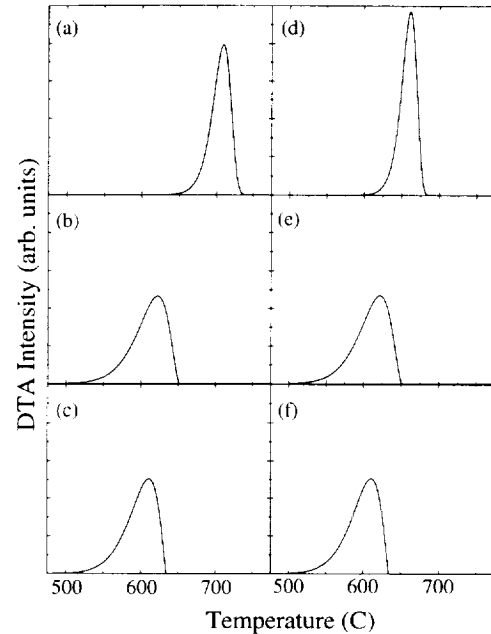 (a)
(d)
(b)
(e)
(c)
(f)
DTA Intensity (arb. units)
500 600 700 500 600 700
Temperature (C)